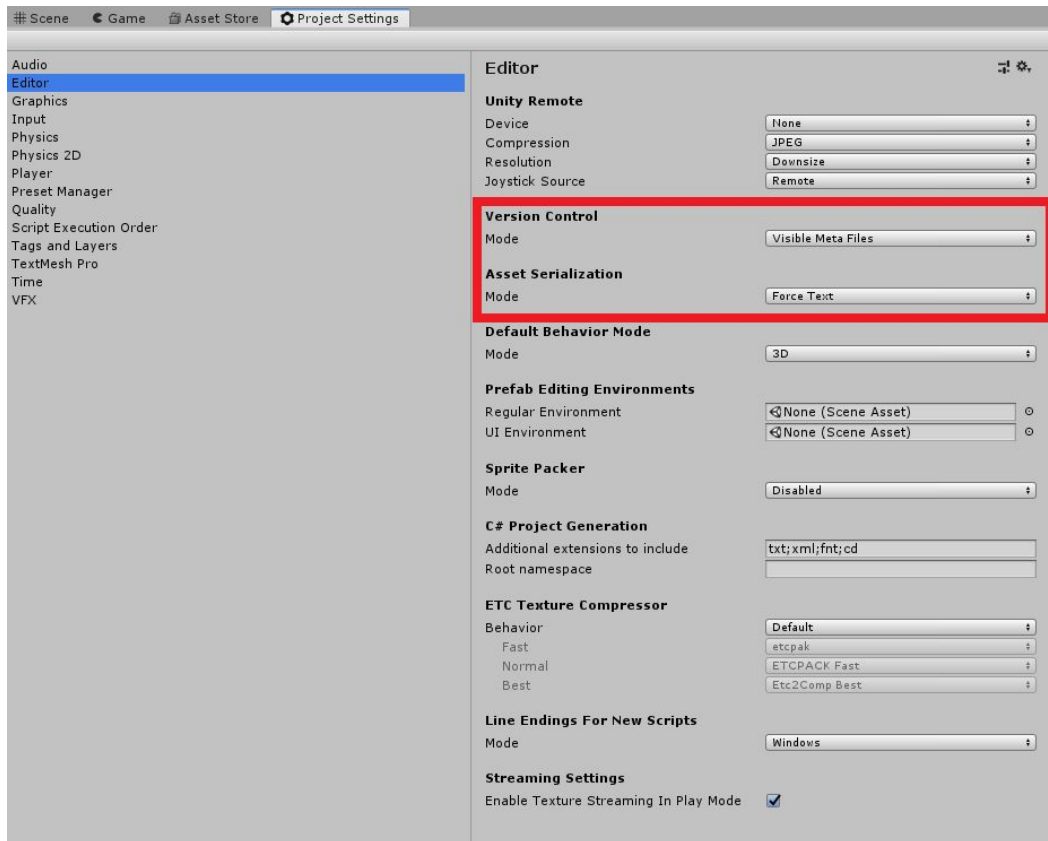 Scene Game Asset Store Project Settings
Audio
Editor
Graphics
Input
Physics
Physics 2D
Player
Preset Manager
Quality
Script Execution Order
Tags and Layers
TextMesh Pro
Time
VFX
Editor
Unity Remote
Device None
Compression JPEG
Resolution Downsize
Joystick Source Remote
Version Control
Mode Visible Meta Files
Asset Serialization
Mode Force Text
Default Behavior Mode
Mode 3D
Prefab Editing Environments
Regular Environment None (Scene Asset)
UI Environment None (Scene Asset)
Sprite Packer
Mode Disabled
C# Project Generation
Additional extensions to include txt;xml;fnt;cd
Root namespace
ETC Texture Compressor
Behavior Default
Fast etcpak
Normal ETCPACK Fast
Best Etc2Comp Best
Line Endings For New Scripts
Mode Windows
Streaming Settings
Enable Texture Streaming In Play Mode